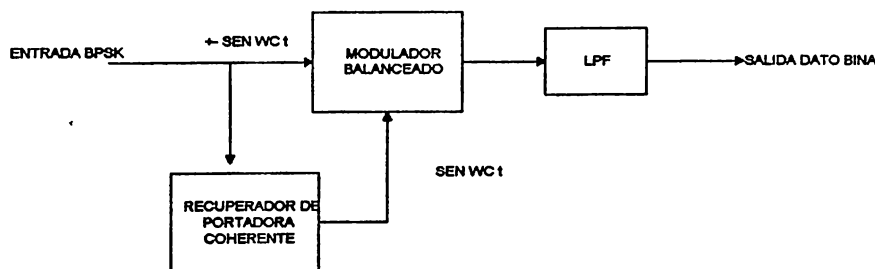 ENTRADA BPSK
+- SEN WC t
MODULADOR
BALANCEADO
LPF
SALIDA DATO BINA
SEN WC t
RECUPERADOR DE
PORTADORA
COHERENTE